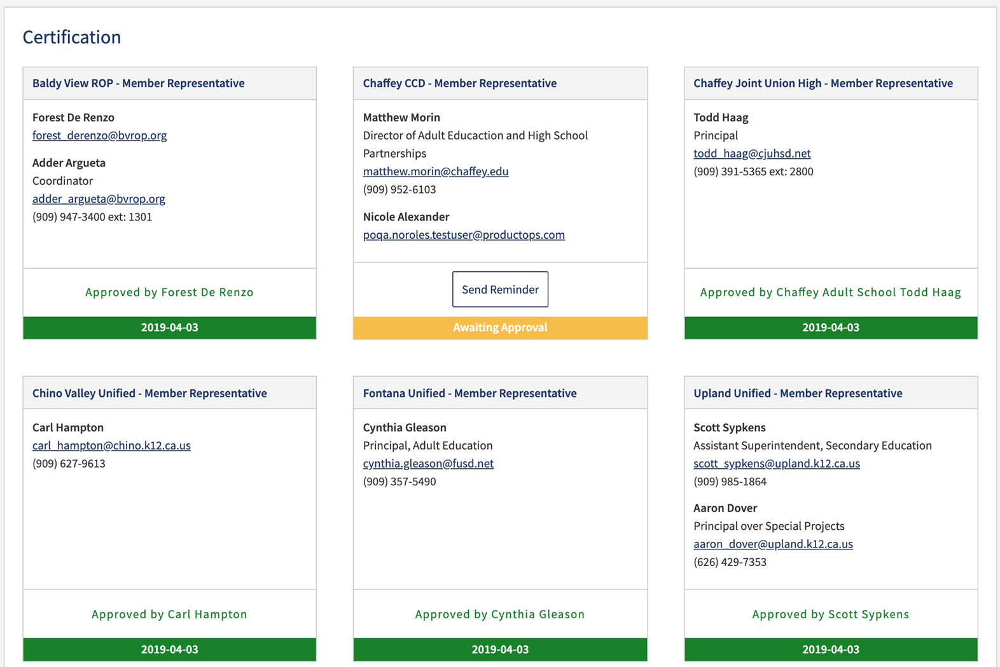 Certification
Baldy View ROP - Member Representative
Forest De Renzo
forest_derenzo@bvrop.org
Adder Argueta
Coordinator
adder_argueta@bvrop.org
(909) 947-3400 ext: 1301
Approved by Forest De Renzo
2019-04-03
Chaffey CCD - Member Representative
Matthew Morin
Director of Adult Educaction and High School
Partnerships
matthew.morin@chaffey.edu
(909) 952-6103
Nicole Alexander
poqa.noroles.testuser@productops.com
Send Reminder
Awaiting Approval
Chaffey Joint Union High - Member Representative
Todd Haag
Principal
todd_haag@cjuhsd.net
(909) 391-5365 ext: 2800
Approved by Chaffey Adult School Todd Haag
2019-04-03
Chino Valley Unified - Member Representative
Carl Hampton
carl_hampton@chino.k12.ca.us
(909) 627-9613
Approved by Carl Hampton
2019-04-03
Fontana Unified - Member Representative
Cynthia Gleason
Principal, Adult Education
cynthia.gleason@fusd.net
(909) 357-5490
Approved by Cynthia Gleason
2019-04-03
Upland Unified - Member Representative
Scott Sypkens
Assistant Superintendent, Secondary Education
scott_sypkens@upland.k12.ca.us
(909) 985-1864
Aaron Dover
Principal over Special Projects
aaron_dover@upland.k12.ca.us
(626) 429-7353
Approved by Scott Sypkens
2019-04-03